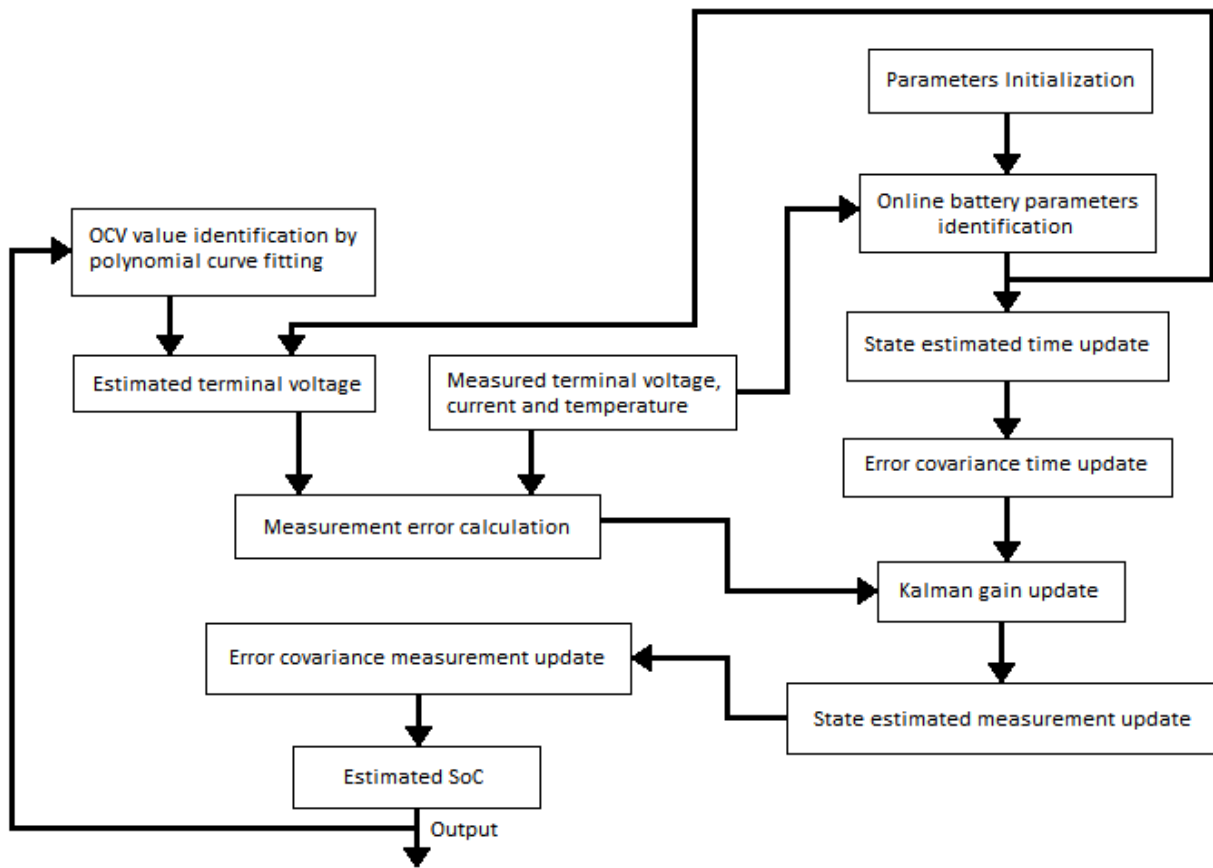 Parameters Initialization
Online battery parameters
identification
OCV value identification by
polynomial curve fitting
State estimated time update
Estimated terminal voltage
Measured terminal voltage,
current and temperature
Error covariance time update
Measurement error calculation
Kalman gain update
Error covariance measurement update
State estimated measurement update
Estimated SoC
Output